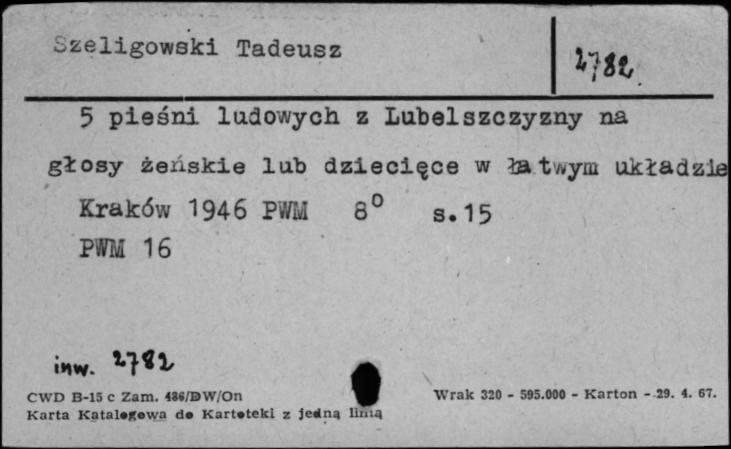 Szeligowski Tadeusz
2782
5 pieśni ludowych z Lubelszczyzny na
głosy żeńskie lub dziecięce w łatwym układzie
Kraków 1946 PWM 8° s.15
PWM 16
inw. 2782
CWD B-15 c Zam. 486/DW/On
Wrak 320 - 595.000 - Karton - 29. 4. 67.
Karta Katalogowa do Kartoteki z jedną linią